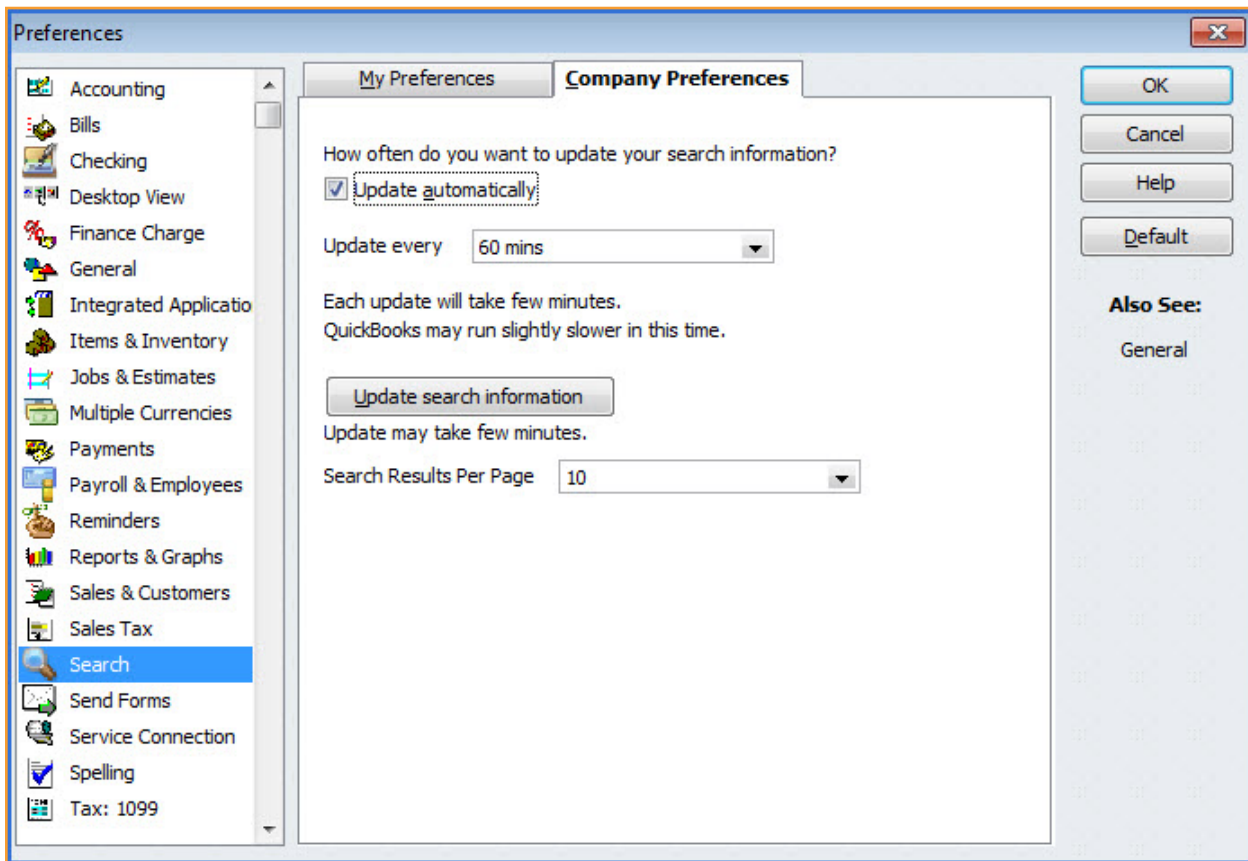 Preferences
Accounting
Bills
Checking
Desktop View
Finance Charge
General
Integrated Applicatio
Items & Inventory
Jobs & Estimates
Multiple Currencies
Payments
Payroll & Employees
Reminders
Reports & Graphs
Sales & Customers
Sales Tax
Search
Send Forms
Service Connection
Spelling
Tax: 1099
My Preferences
Company Preferences
How often do you want to update your search information?
Update automatically
Update every 60 mins
Each update will take few minutes.
QuickBooks may run slightly slower in this time.
Update search information
Update may take few minutes.
Search Results Per Page 10
OK
Cancel
Help
Default
Also See:
General